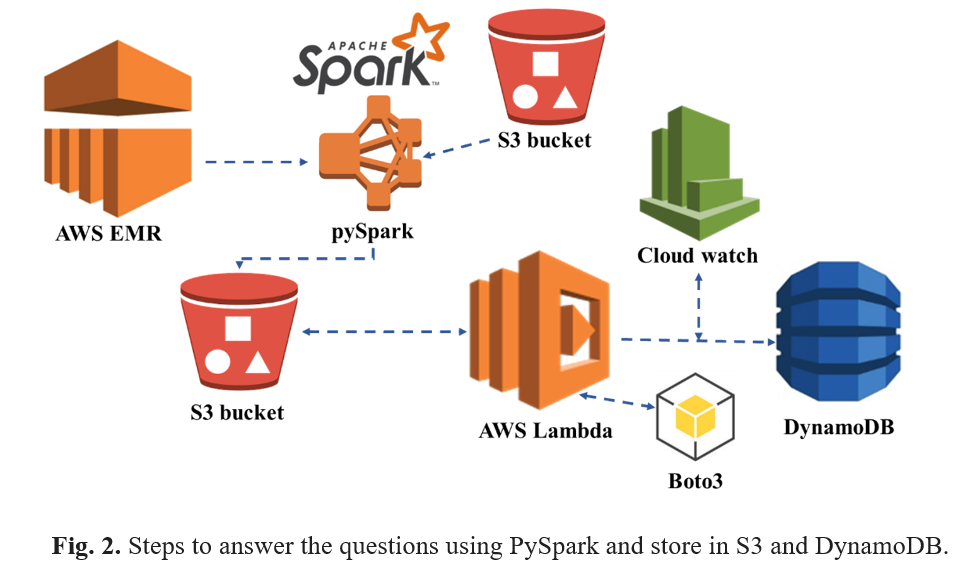 APACHE
Spark™
S3 bucket
AWS EMR
pySpark
Cloud watch
S3 bucket
AWS Lambda
DynamoDB
Boto3
Fig. 2. Steps to answer the questions using PySpark and store in S3 and DynamoDB.